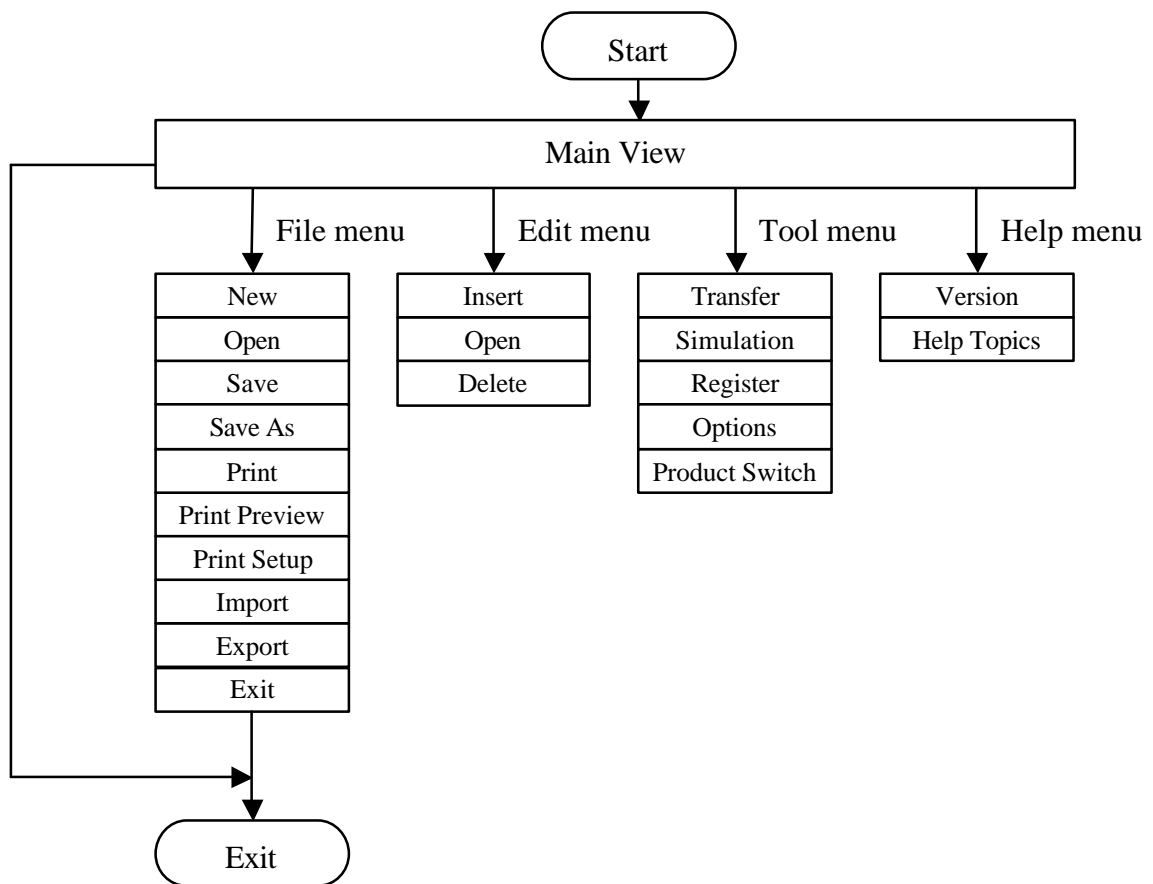 Start
Main View
File menu
Edit menu
Tool menu
Help menu
New
Open
Save
Save As
Print
Print Preview
Print Setup
Import
Export
Exit
Insert
Open
Delete
Transfer
Simulation
Register
Options
Product Switch
Version
Help Topics
Exit